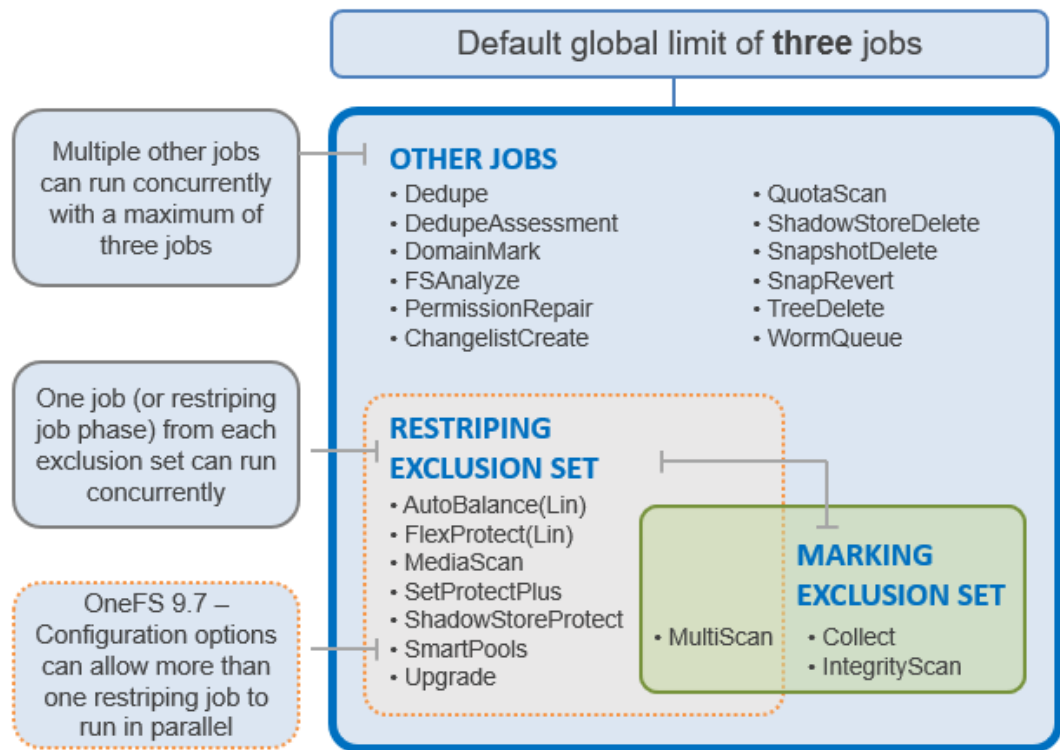 Default global limit of three jobs
Multiple other jobs
can run concurrently
with a maximum of
three jobs
OTHER JOBS
• Dedupe
• DedupeAssessment
• DomainMark
• FSAnalyze
• PermissionRepair
• ChangelistCreate
• QuotaScan
• ShadowStoreDelete
• SnapshotDelete
• SnapRevert
• TreeDelete
• WormQueue
One job (or restriping
job phase) from each
exclusion set can run
concurrently
RESTRIPING
EXCLUSION SET
• AutoBalance(Lin)
• FlexProtect(Lin)
• MediaScan
• SetProtectPlus
• ShadowStoreProtect
• SmartPools
• Upgrade
• MultiScan
MARKING
EXCLUSION SET
• Collect
• IntegrityScan
OneFS 9.7 –
Configuration options
can allow more than
one restriping job to
run in parallel